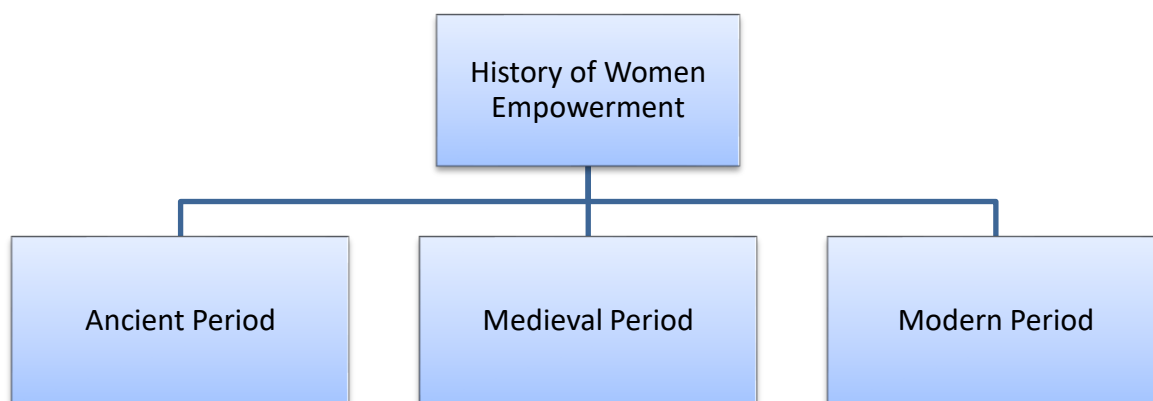 History of Women
Empowerment
Ancient Period
Medieval Period
Modern Period